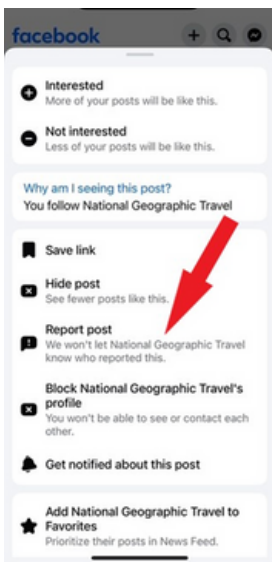 facebook
Interested
More of your posts will be like this.
Not interested
Less of your posts will be like this.
Why am I seeing this post?
You follow National Geographic Travel
Save link
Hide post
See fewer posts like this.
Report post
We won't let National Geographic Travel
know who reported this.
Block National Geographic Travel's
profile
You won't be able to see or contact each
other.
Get notified about this post
Add National Geographic Travel to
Favorites
Prioritize their posts in News Feed.